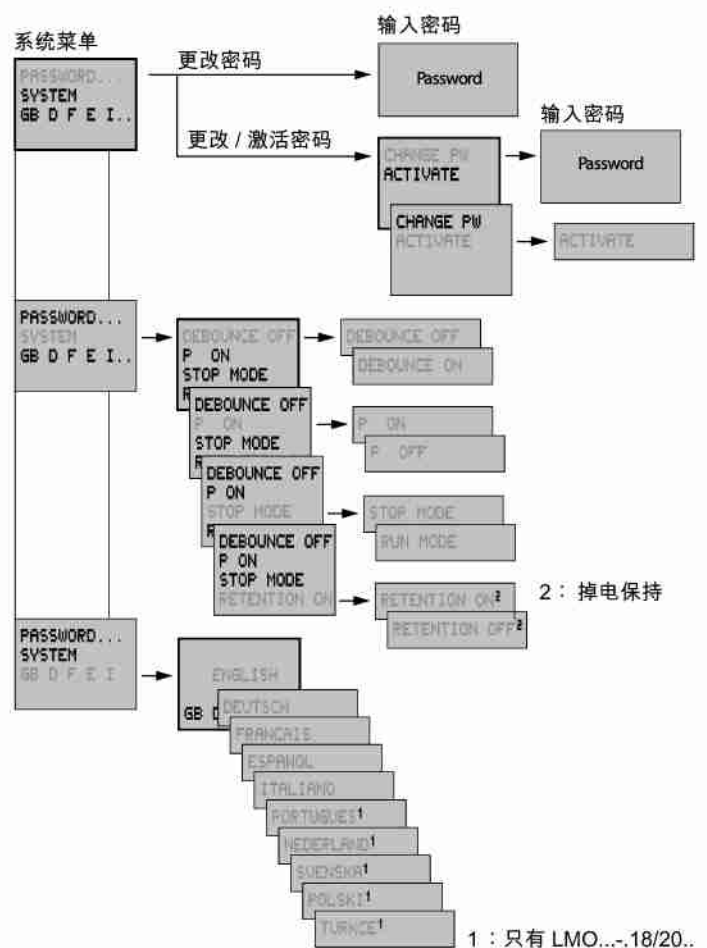 系统菜单
PASSWORD...
SYSTEM
GB D F E I..
更改密码
输入密码
Password
更改 / 激活密码
CHANGE PW
ACTIVATE
输入密码
Password
CHANGE PW
ACTIVATE
ACTIVATE
PASSWORD...
SYSTEM
GB D F E I..
DEBOUNCE OFF
P ON
STOP MODE
R
DEBOUNCE OFF
DEBOUNCE ON
DEBOUNCE OFF
P ON
STOP MODE
R
P ON
P OFF
DEBOUNCE OFF
P ON
STOP MODE
R
STOP MODE
RUN MODE
DEBOUNCE OFF
P ON
STOP MODE
RETENTION ON
RETENTION ON²
RETENTION OFF²
2：掉电保持
PASSWORD...
SYSTEM
GB D F E I
ENGLISH
GB D
DEUTSCH
FRANCAIS
ESPANOL
ITALIANO
PORTUGUES¹
NEDERLAND¹
SVENSKA¹
POLSKI¹
TURKCE¹
1：只有 LMO...-.18/20..